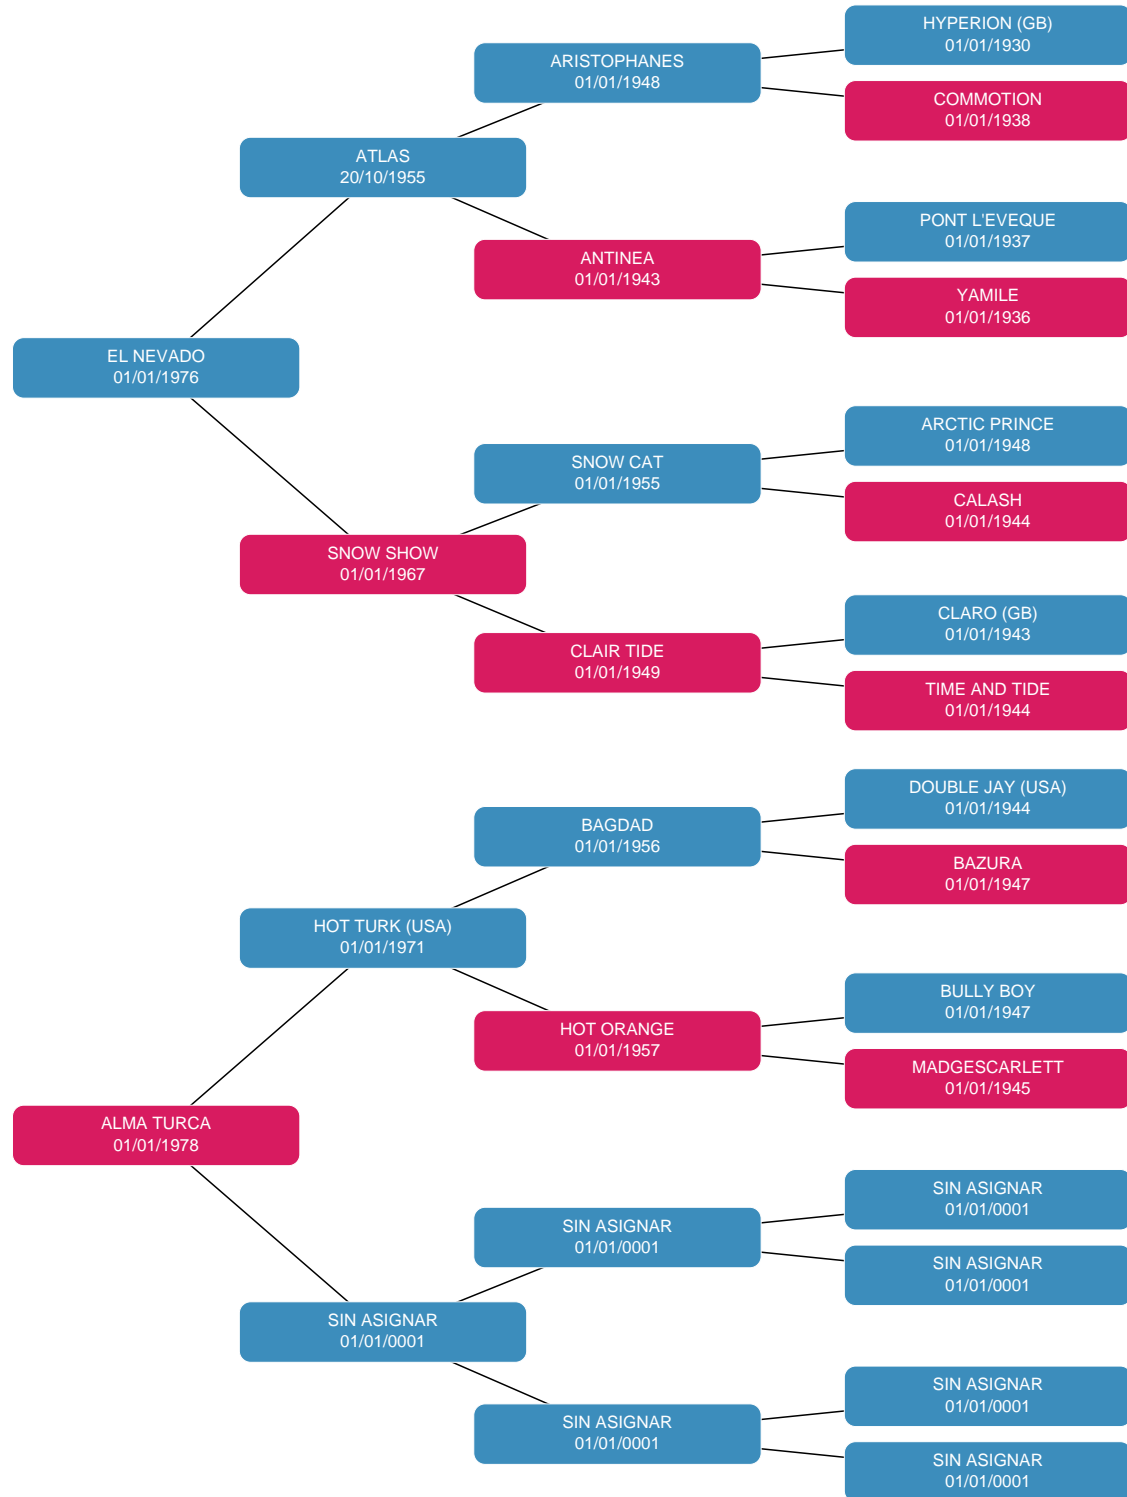 HYPERION (GB)
01/01/1930
ARISTOPHANES
01/01/1948
COMMOTION
01/01/1938
ATLAS
20/10/1955
PONT L'EVEQUE
01/01/1937
ANTINEA
01/01/1943
YAMILE
01/01/1936
EL NEVADO
01/01/1976
ARCTIC PRINCE
01/01/1948
SNOW CAT
01/01/1955
CALASH
01/01/1944
SNOW SHOW
01/01/1967
CLARO (GB)
01/01/1943
CLAIR TIDE
01/01/1949
TIME AND TIDE
01/01/1944
DOUBLE JAY (USA)
01/01/1944
BAGDAD
01/01/1956
BAZURA
01/01/1947
HOT TURK (USA)
01/01/1971
BULLY BOY
01/01/1947
HOT ORANGE
01/01/1957
MADGESCARLETT
01/01/1945
ALMA TURCA
01/01/1978
SIN ASIGNAR
01/01/0001
SIN ASIGNAR
01/01/0001
SIN ASIGNAR
01/01/0001
SIN ASIGNAR
01/01/0001
SIN ASIGNAR
01/01/0001
SIN ASIGNAR
01/01/0001
SIN ASIGNAR
01/01/0001